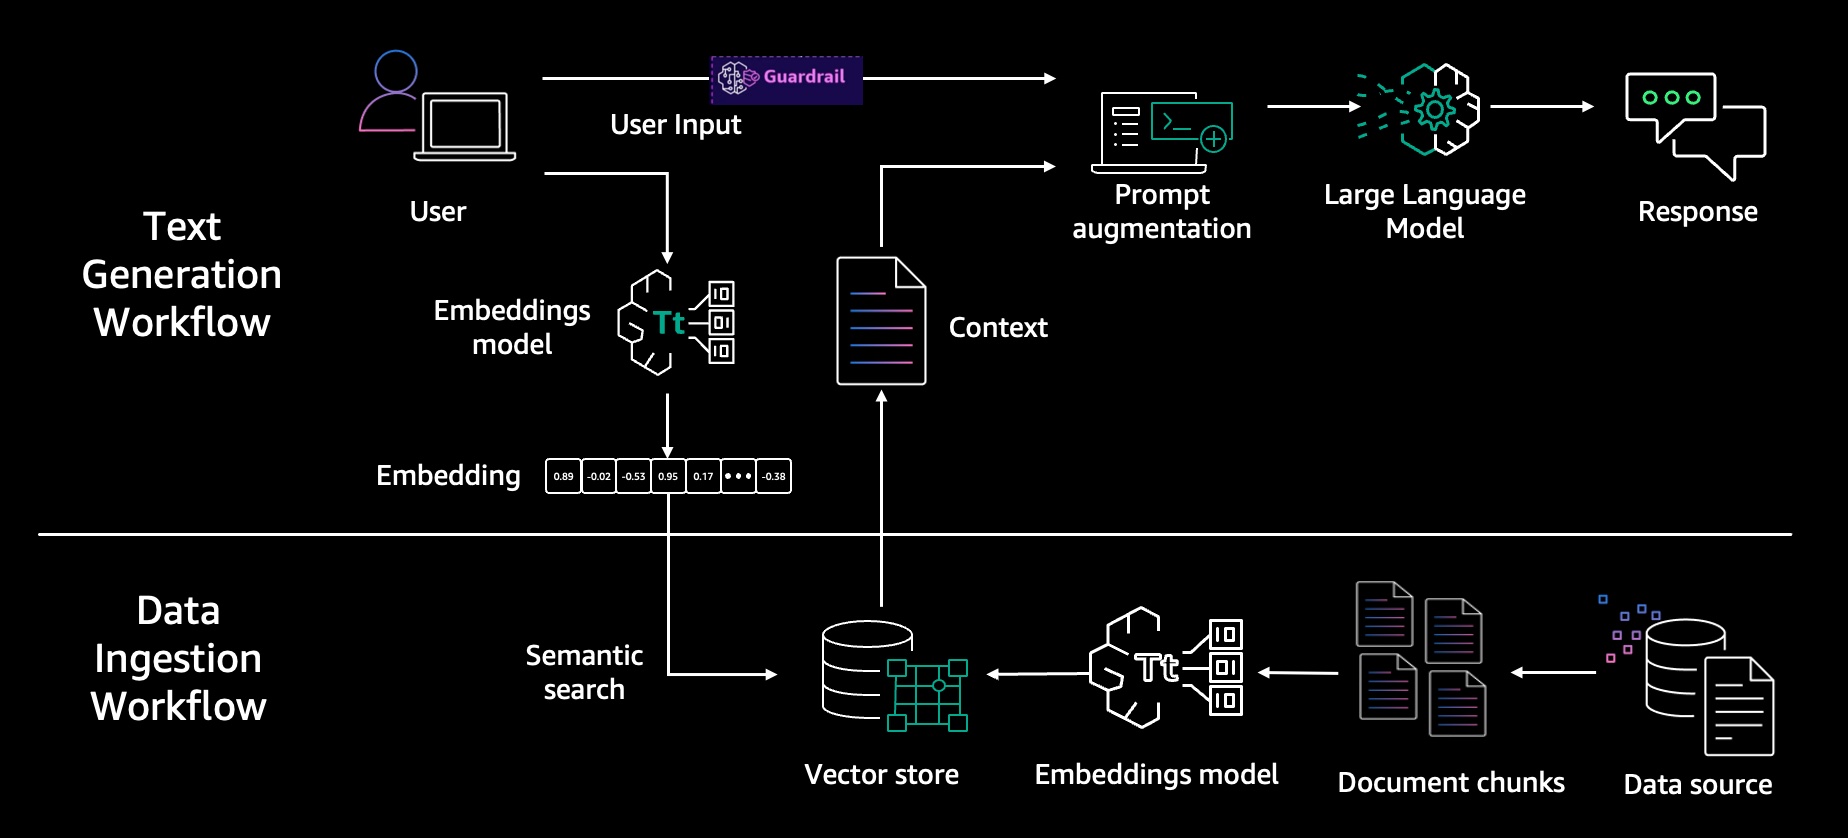 Guardrail
User Input
User
Prompt
augmentation
Large Language
Model
Response
Text
Generation
Workflow
Embeddings
model
Tt
Context
Embedding
0.89 -0.02 -0.53 0.95 0.17 ••• -0.38
Data
Ingestion
Workflow
Semantic
search
Tt
Vector store
Embeddings model
Document chunks
Data source